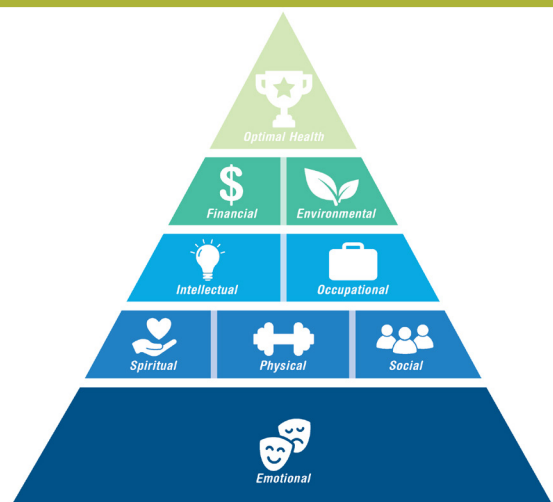 Optimal Health
Financial
Environmental
Intellectual
Occupational
Spiritual
Physical
Social
Emotional